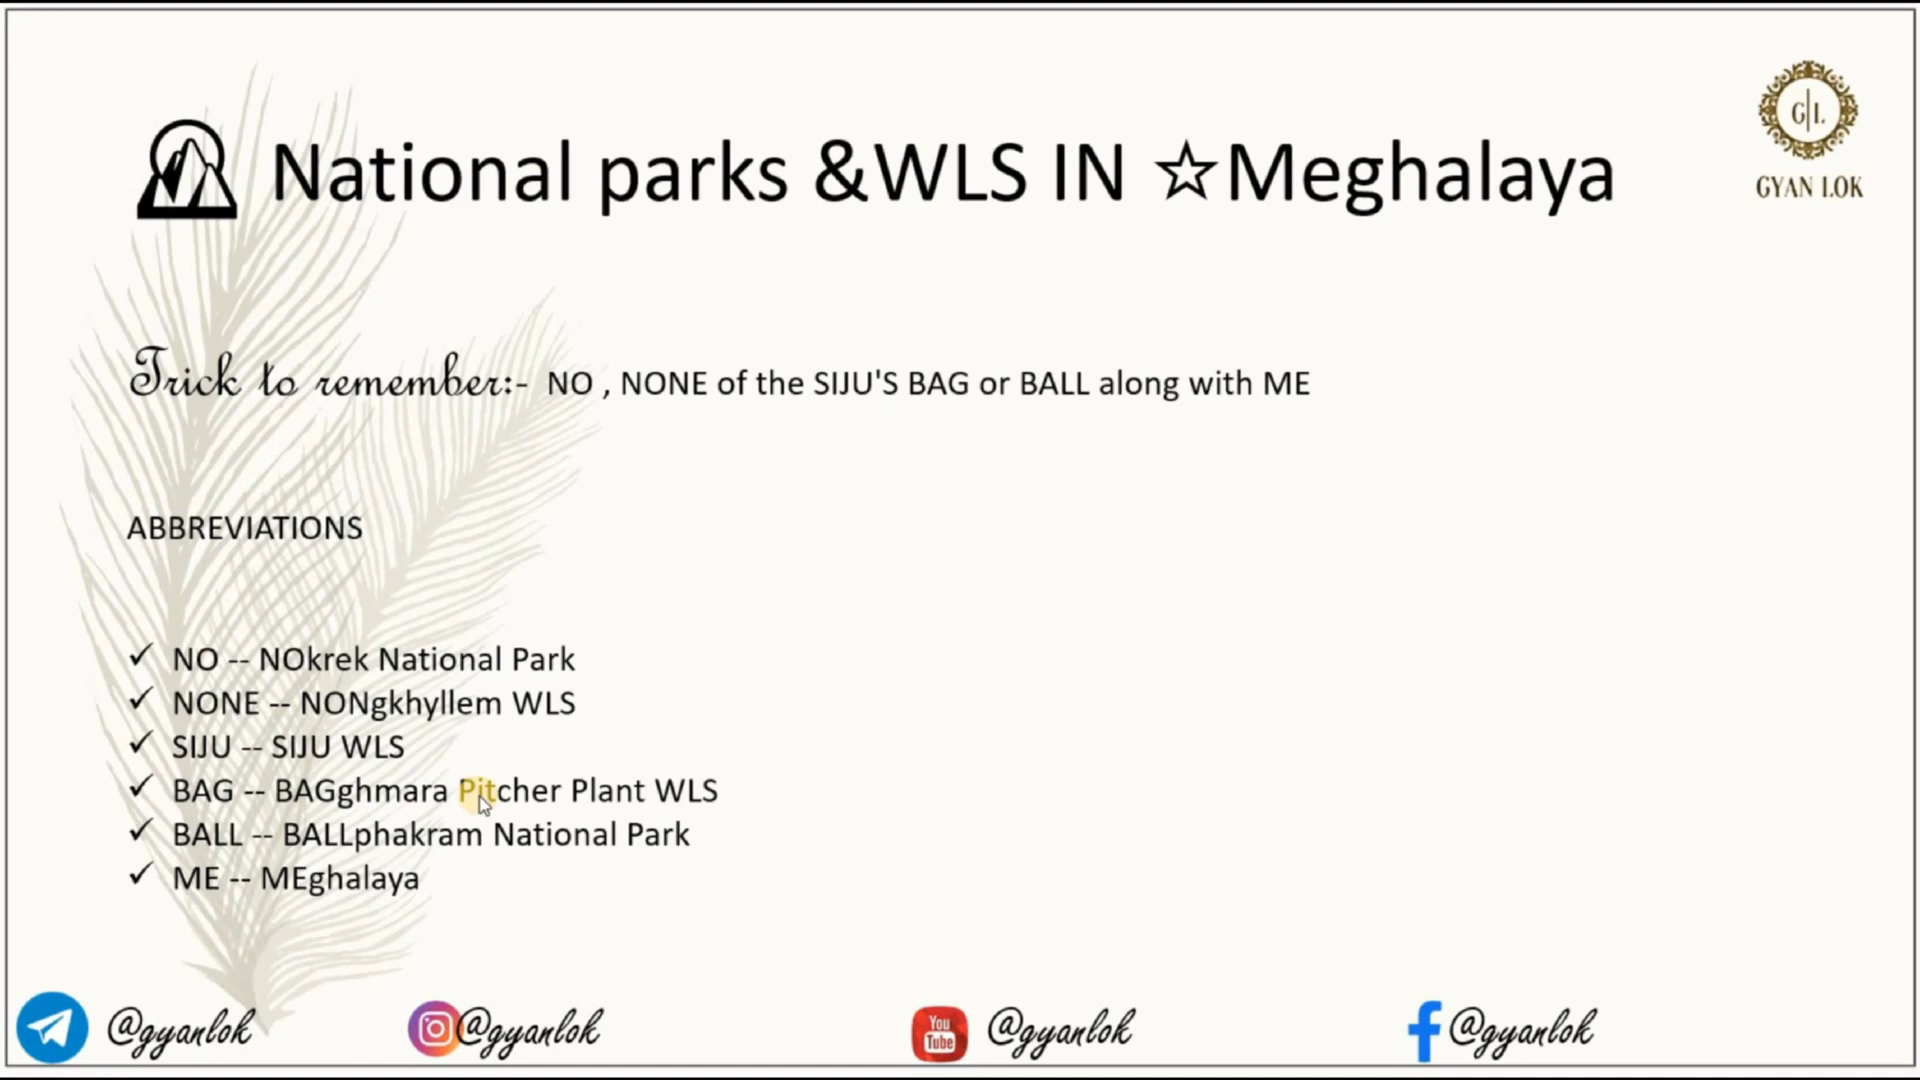 G|L
GYAN LOK
National parks &WLS IN ☆Meghalaya
Trick to remember:- NO , NONE of the SIJU'S BAG or BALL along with ME
ABBREVIATIONS
✓ NO -- NOkrek National Park
✓ NONE -- NONgkhyllem WLS
✓ SIJU -- SIJU WLS
✓ BAG -- BAGghmara Pitcher Plant WLS
✓ BALL -- BALLphakram National Park
✓ ME -- MEghalaya
@gyanlok @gyanlok You Tube @gyanlok @gyanlok